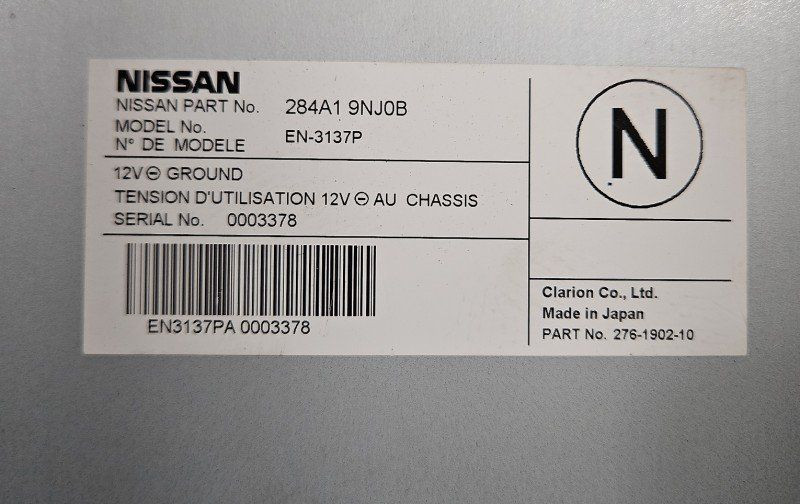 NISSAN
NISSAN PART No. 284A1 9NJ0B
MODEL No.
N° DE MODELE EN-3137P
12V⊖ GROUND
TENSION D'UTILISATION 12V⊖ AU CHASSIS
SERIAL No. 0003378
EN3137PA 0003378
N
Clarion Co., Ltd.
Made in Japan
PART No. 276-1902-10